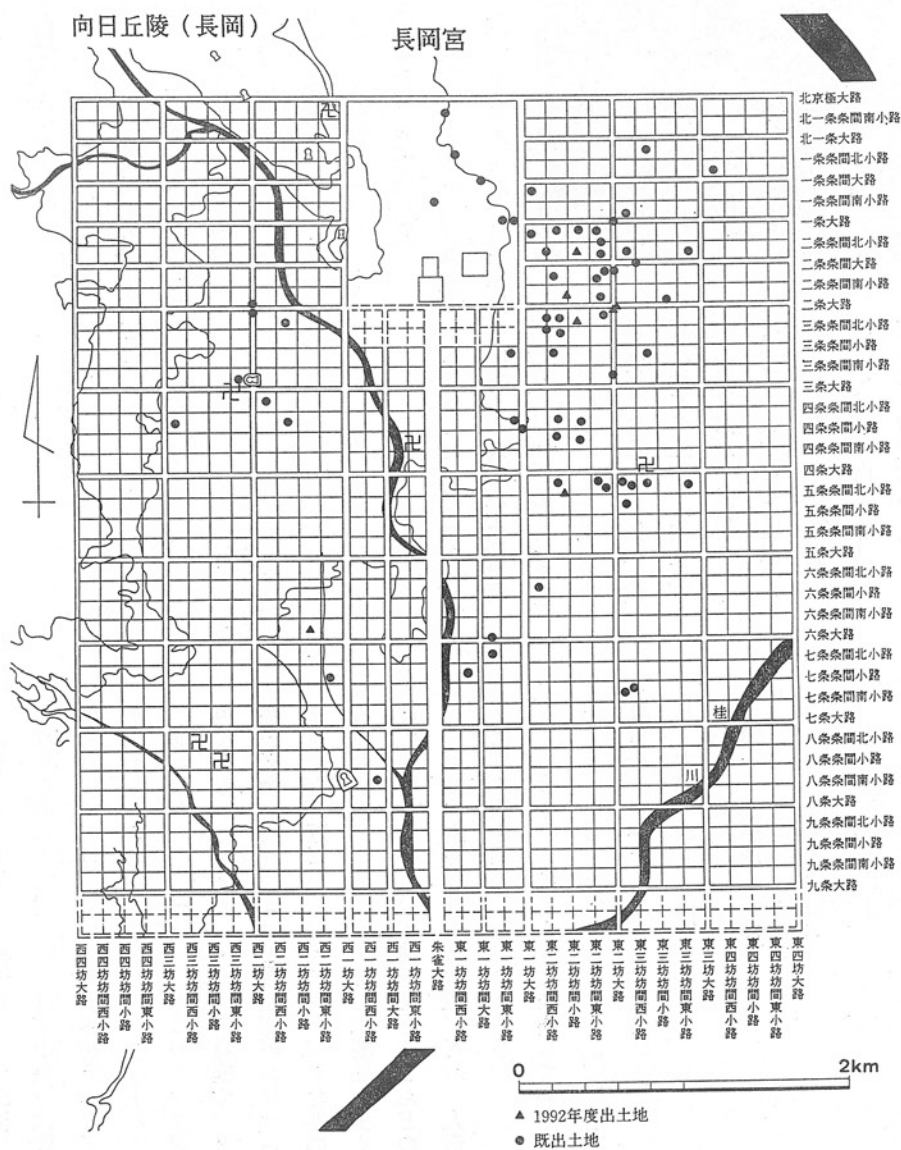 向日丘陵（長岡）
長岡宮
北京極大路
北一条条間南小路
北一条大路
一条条間北小路
一条条間大路
一条条間南小路
一条大路
二条条間北小路
二条条間大路
二条条間南小路
二条大路
三条条間北小路
三条条間小路
三条条間南小路
三条大路
四条条間北小路
四条条間小路
四条条間南小路
四条大路
五条条間北小路
五条条間小路
五条条間南小路
五条大路
六条条間北小路
六条条間小路
六条条間南小路
六条大路
七条条間北小路
七条条間小路
七条条間南小路
七条大路
八条条間北小路
八条条間小路
八条条間南小路
八条大路
九条条間北小路
九条条間小路
九条条間南小路
九条大路
桂
川
西四坊大路
西四坊坊間西小路
西四坊坊間小路
西四坊坊間東小路
西三坊大路
西三坊坊間西小路
西三坊坊間小路
西三坊坊間東小路
西二坊大路
西二坊坊間西小路
西二坊坊間小路
西二坊坊間東小路
西一坊大路
西一坊坊間西小路
西一坊坊間大路
西一坊坊間東小路
朱雀大路
東一坊坊間西小路
東一坊坊間大路
東一坊坊間東小路
東一坊大路
東二坊坊間西小路
東二坊坊間小路
東二坊坊間東小路
東二坊大路
東三坊坊間西小路
東三坊坊間小路
東三坊坊間東小路
東三坊大路
東四坊坊間西小路
東四坊坊間小路
東四坊坊間東小路
東四坊大路
0 2km
▲ 1992年度出土地
● 既出土地